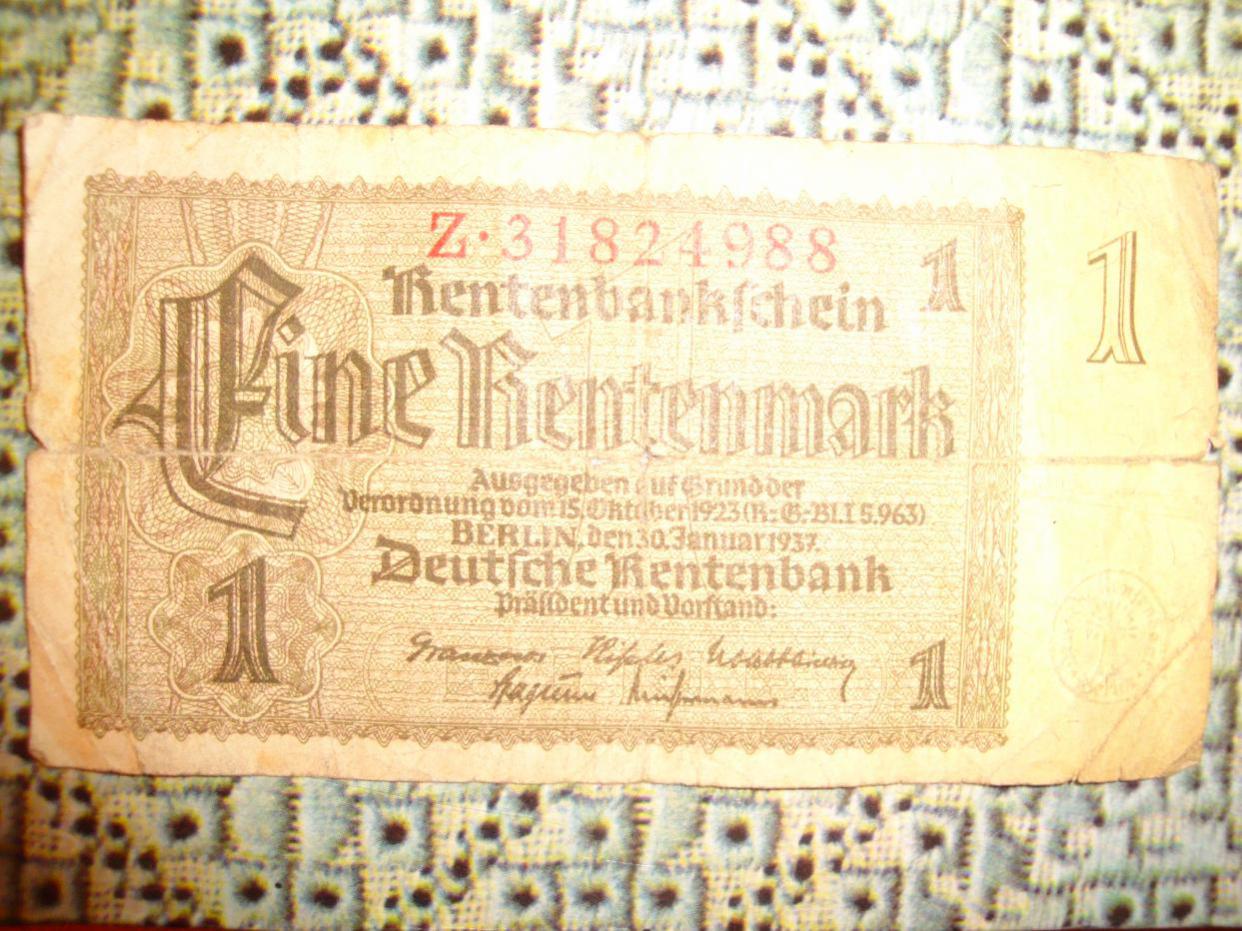 Z·31824988
Rentenbankschein 1
1
Eine Rentenmark
Ausgegeben auf Grund der
Verordnung vom 15. Oktober 1923 (R.-G.-Bl. I S. 963)
BERLIN, den 30. Januar 1937.
Deutsche Rentenbank
Präsident und Vorstand:
1
1